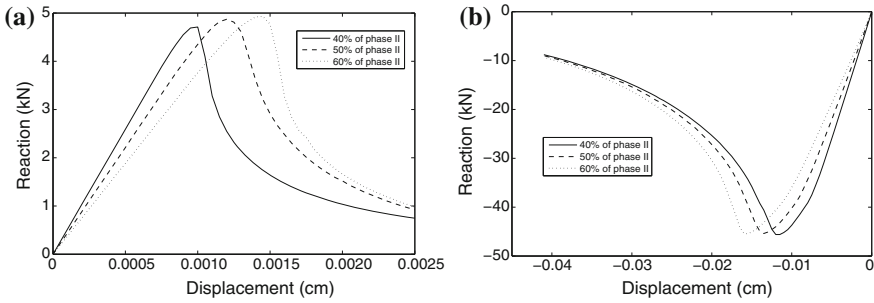 (a)
5
4
3
2
1
0
Reaction (kN)
40% of phase II
50% of phase II
60% of phase II
0
0.0005
0.0010
0.0015
0.0020
0.0025
Displacement (cm)
(b)
0
−10
−20
−30
−40
−50
Reaction (kN)
40% of phase II
50% of phase II
60% of phase II
−0.04
−0.03
−0.02
−0.01
0
Displacement (cm)